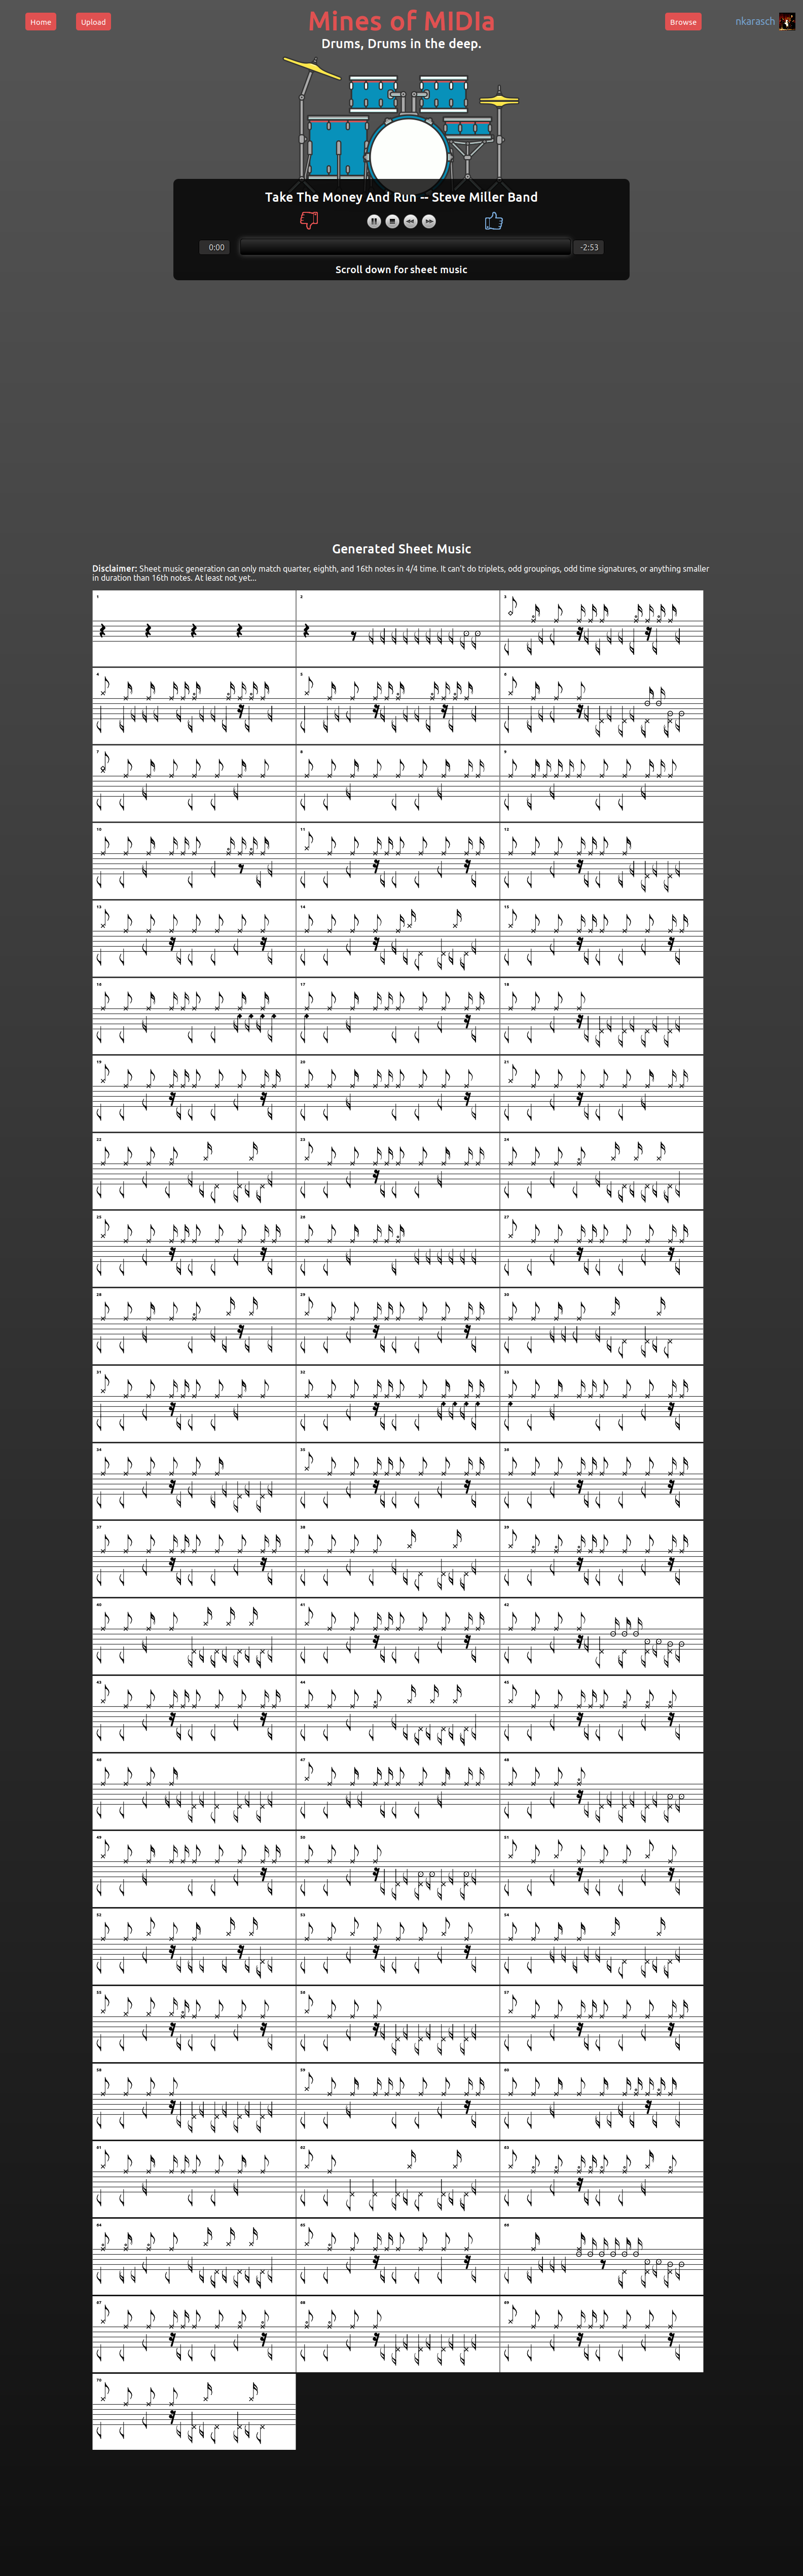 Home
Upload
Mines of MIDIa
Browse
nkarasch
Drums, Drums in the deep.
Take The Money And Run -- Steve Miller Band
0:00
-2:53
Scroll down for sheet music
Generated Sheet Music
Disclaimer: Sheet music generation can only match quarter, eighth, and 16th notes in 4/4 time. It can't do triplets, odd groupings, odd time signatures, or anything smaller
in duration than 16th notes. At least not yet...
1 2 3
4 5 6
7 8 9
10 11 12
13 14 15
16 17 18
19 20 21
22 23 24
25 26 27
28 29 30
31 32 33
34 35 36
37 38 39
40 41 42
43 44 45
46 47 48
49 50 51
52 53 54
55 56 57
58 59 60
61 62 63
64 65 66
67 68 69
70